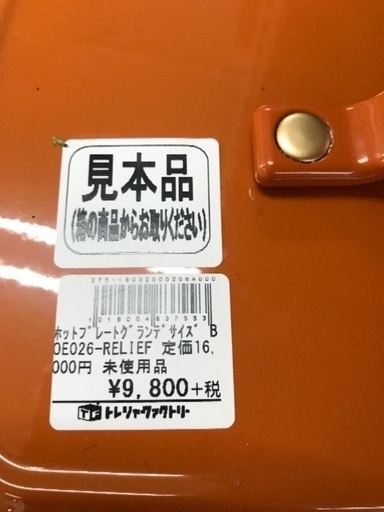 見本品
(箱の商品からお取りください)
ﾎｯﾄﾌﾟﾚｰﾄｸﾞﾗﾝﾃﾞｻｲｽﾞ B
OE026-RELIEF 定価16,
000円 未使用品
¥9,800+税
トレジャーファクトリー